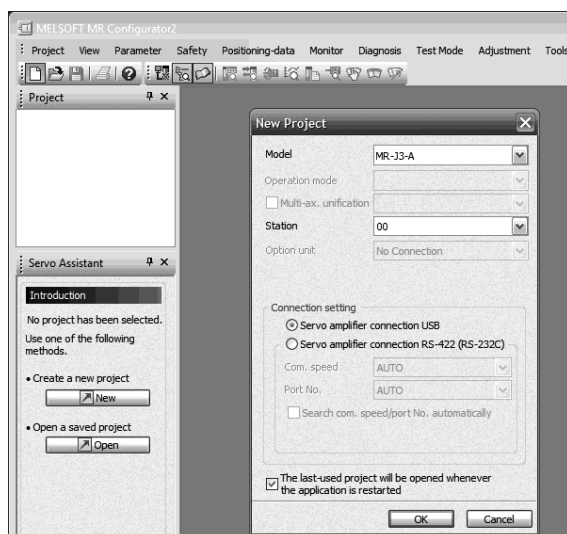 MELSOFT MR Configurator2
Project View Parameter Safety Positioning-data Monitor Diagnosis Test Mode Adjustment Tools
Project
New Project
Model MR-J3-A
Operation mode
Multi-ax. unification
Station 00
Option unit No Connection
Servo Assistant
Introduction
No project has been selected.
Use one of the following
methods.
• Create a new project
New
• Open a saved project
Open
Connection setting
Servo amplifier connection USB
Servo amplifier connection RS-422 (RS-232C)
Com. speed AUTO
Port No. AUTO
Search com. speed/port No. automatically
The last-used project will be opened whenever
the application is restarted
OK Cancel